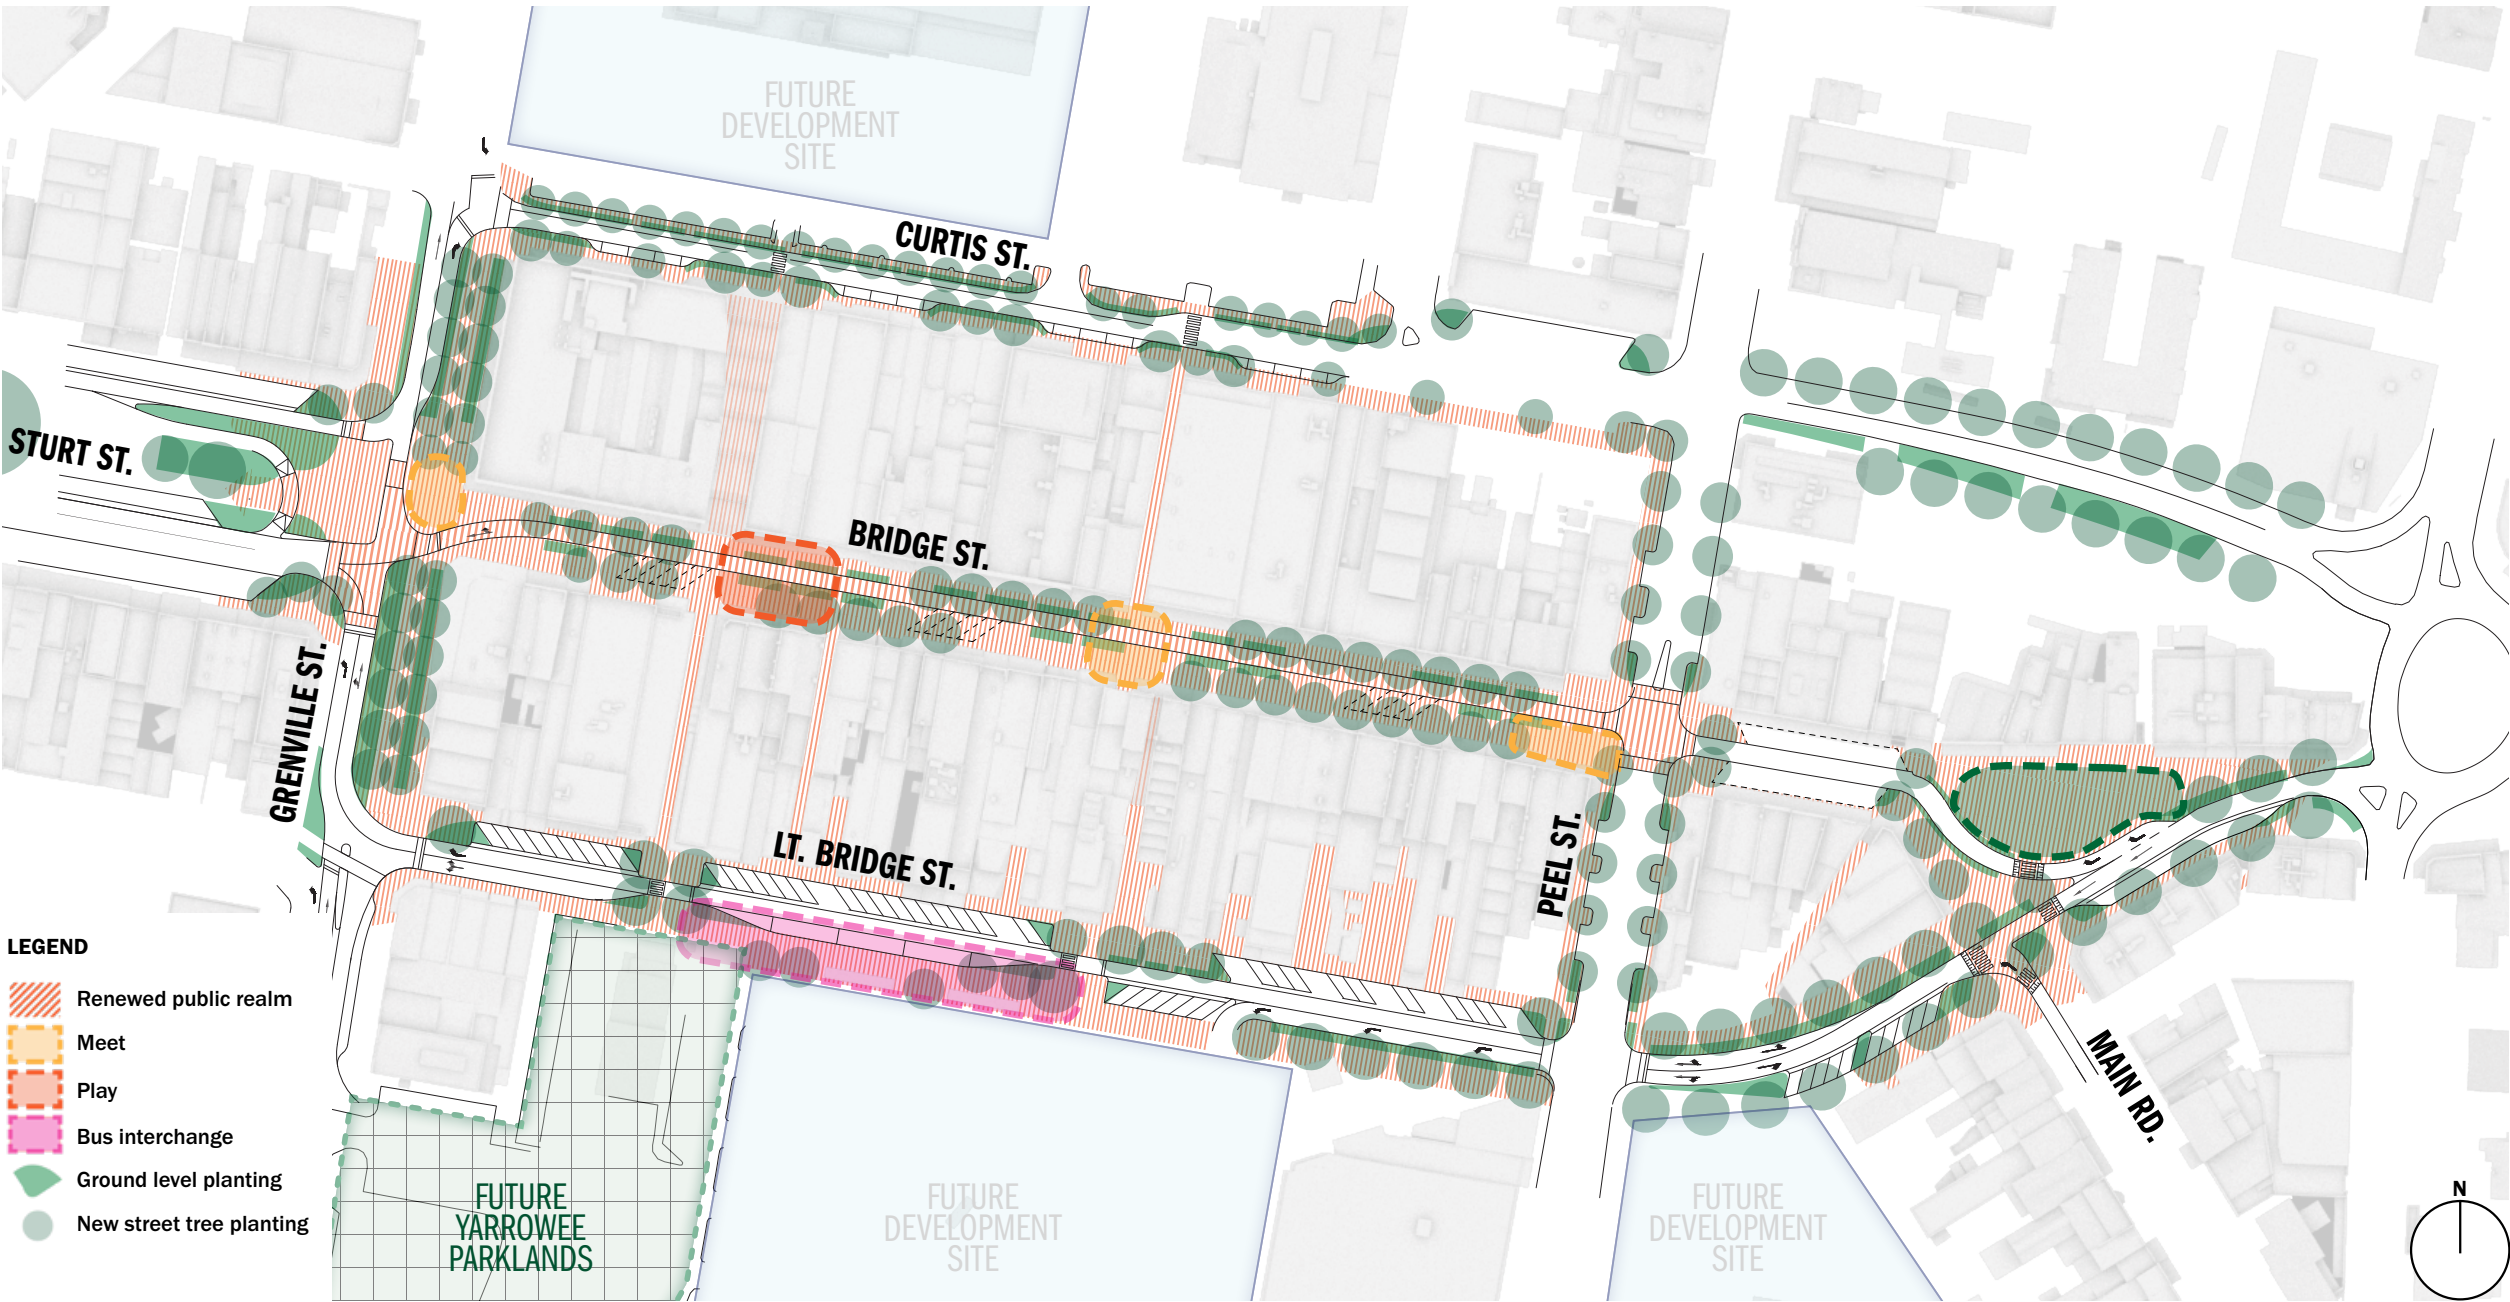 FUTURE
DEVELOPMENT
SITE
CURTIS ST.
STURT ST.
BRIDGE ST.
GRENVILLE ST.
LT. BRIDGE ST.
PEEL ST.
MAIN RD.
LEGEND
Renewed public realm
Meet
Play
Bus interchange
Ground level planting
New street tree planting
FUTURE
YARROWEE
PARKLANDS
FUTURE
DEVELOPMENT
SITE
FUTURE
DEVELOPMENT
SITE
N